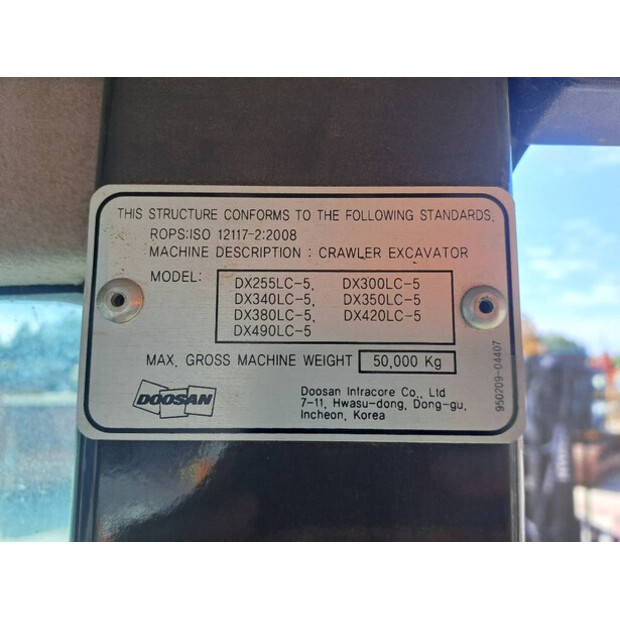 THIS STRUCTURE CONFORMS TO THE FOLLOWING STANDARDS.
ROPS:ISO 12117-2:2008
MACHINE DESCRIPTION : CRAWLER EXCAVATOR
MODEL: DX255LC-5, DX300LC-5
DX340LC-5, DX350LC-5
DX380LC-5, DX420LC-5
DX490LC-5
MAX. GROSS MACHINE WEIGHT 50,000 Kg
DOOSAN
Doosan Infracore Co., Ltd
7-11, Hwasu-dong, Dong-gu,
Incheon, Korea
950209-04407